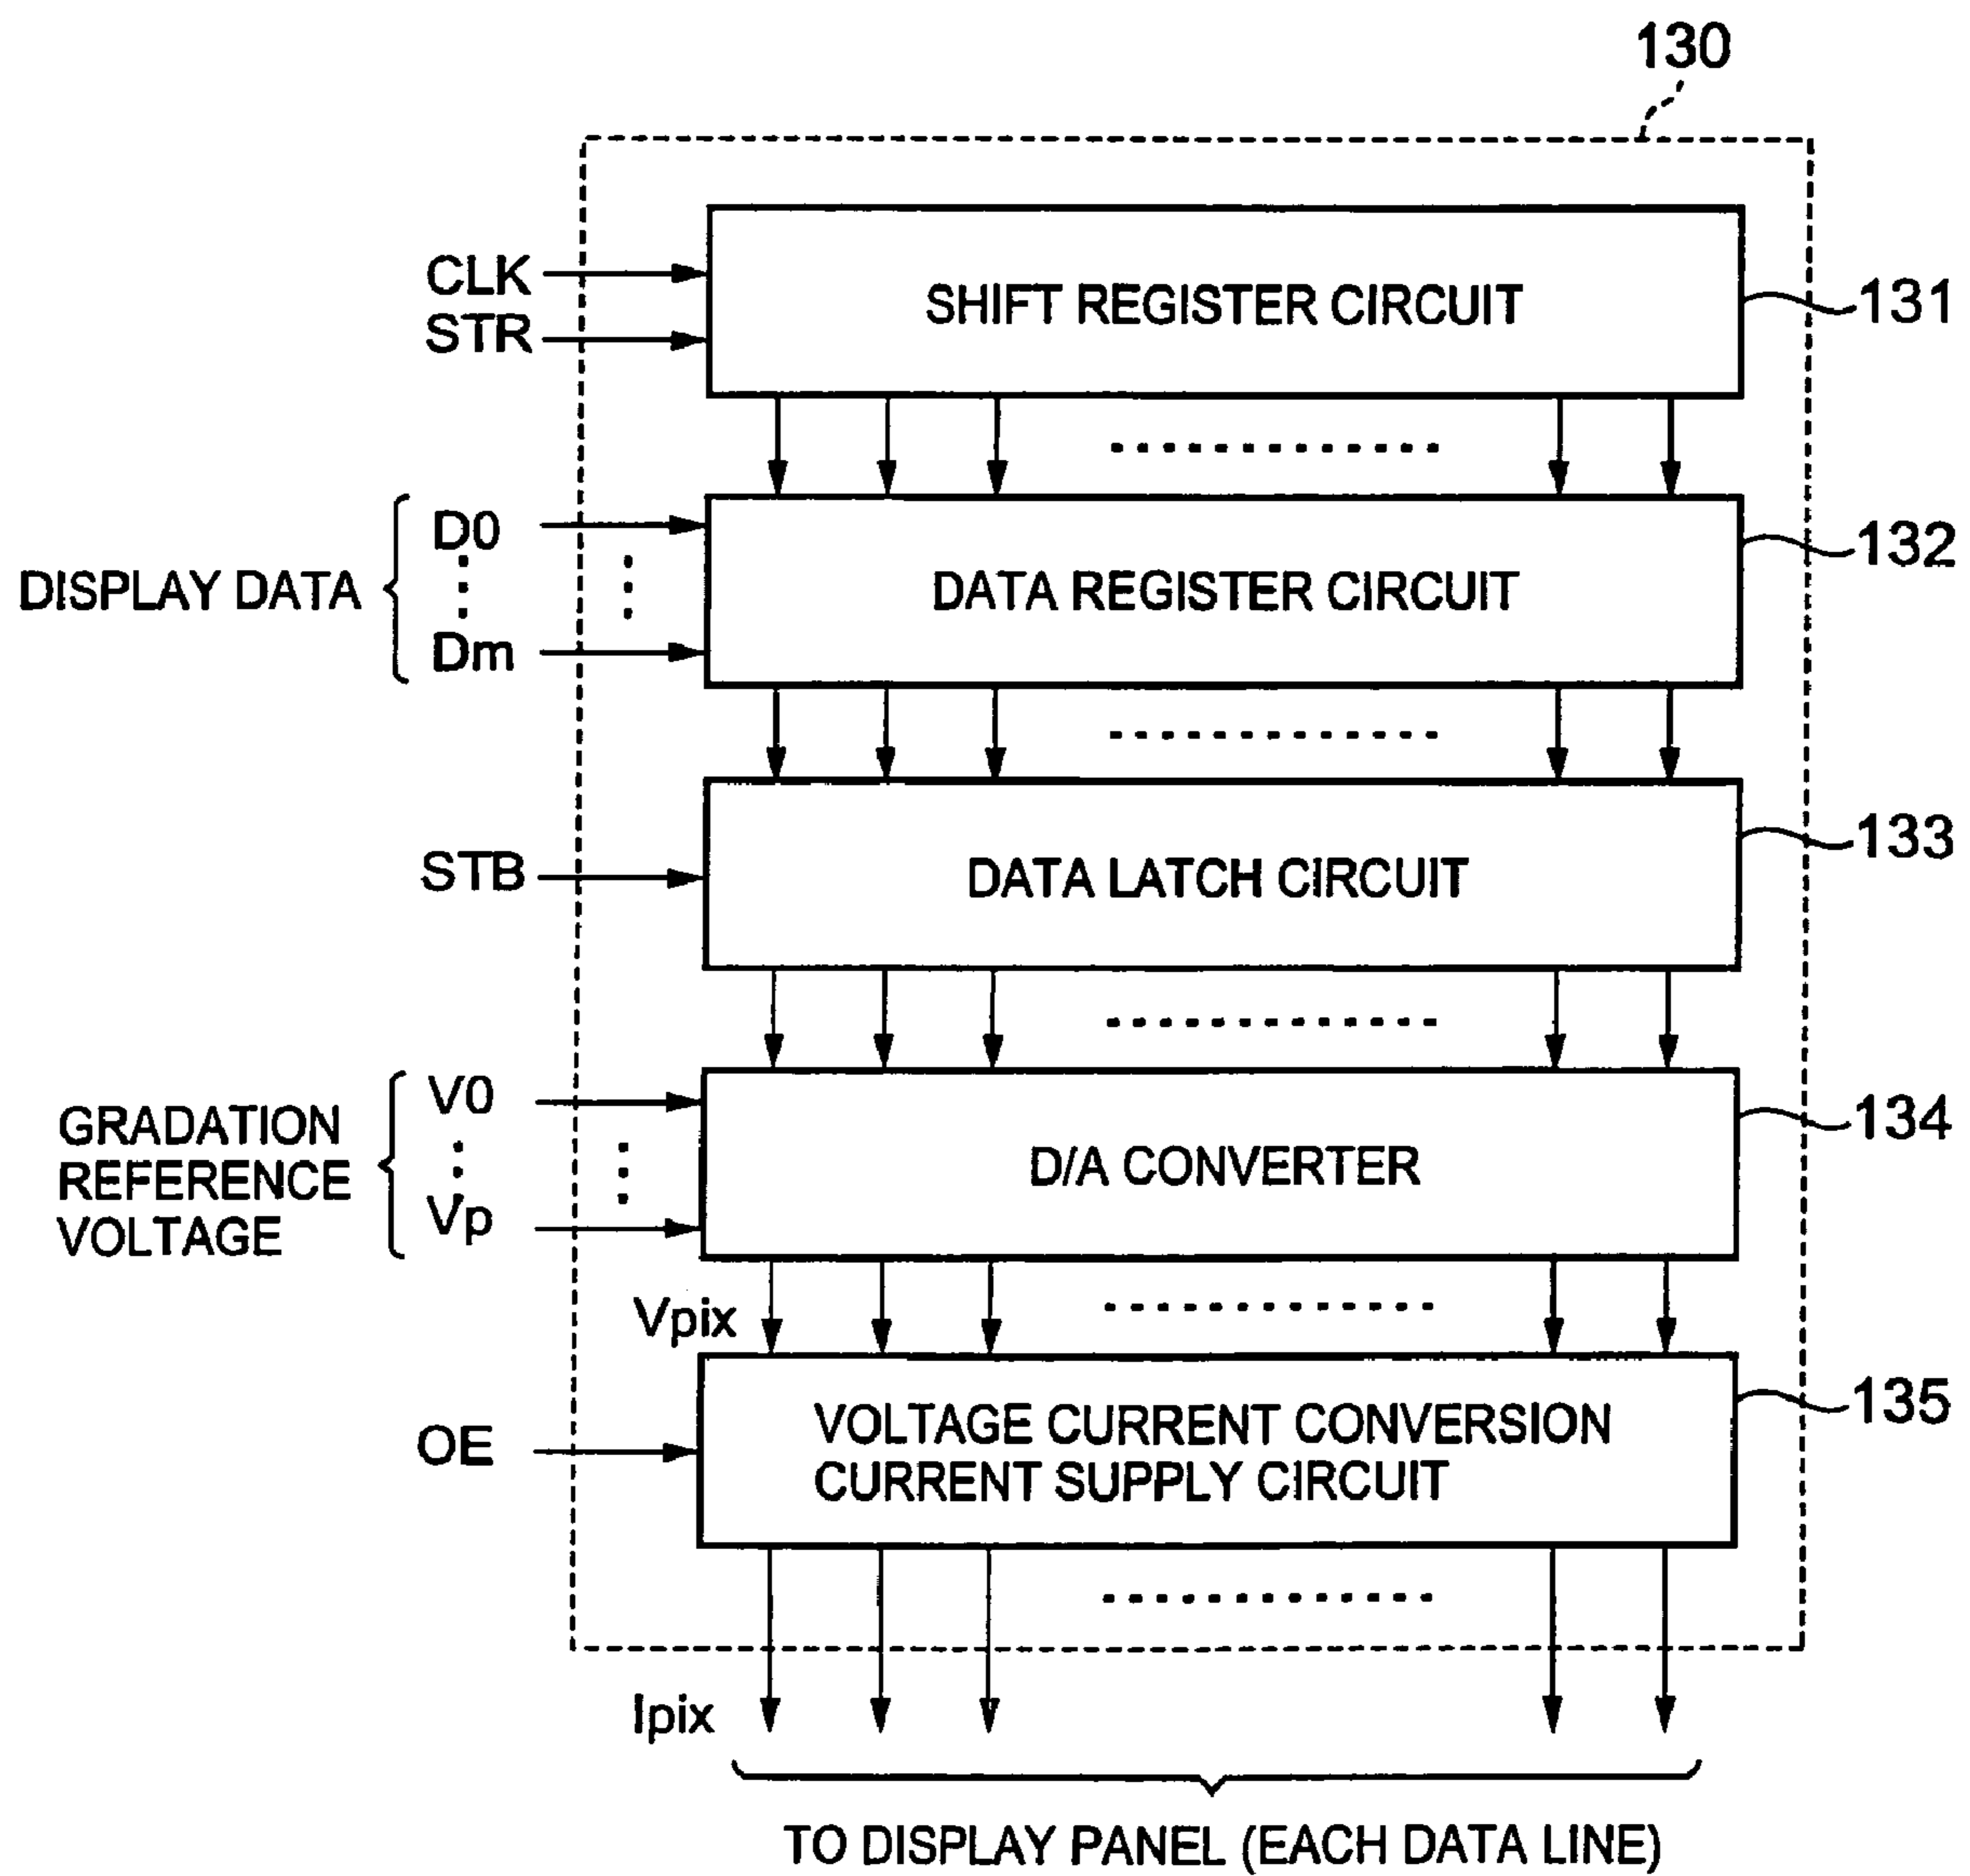 130
CLK
STR
SHIFT REGISTER CIRCUIT
131
DISPLAY DATA
D0
Dm
DATA REGISTER CIRCUIT
132
STB
DATA LATCH CIRCUIT
133
GRADATION
REFERENCE
VOLTAGE
V0
Vp
D/A CONVERTER
134
Vpix
OE
VOLTAGE CURRENT CONVERSION
CURRENT SUPPLY CIRCUIT
135
Ipix
TO DISPLAY PANEL (EACH DATA LINE)